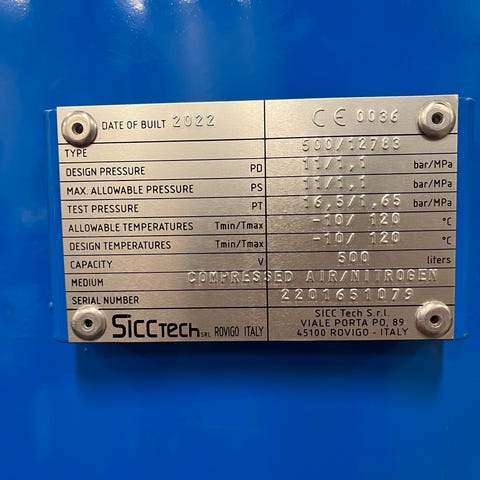 DATE OF BUILT 2022 CE 0036
TYPE 500/12783
DESIGN PRESSURE PD 11/1,1 bar/MPa
MAX. ALLOWABLE PRESSURE PS 11/1,1 bar/MPa
TEST PRESSURE PT 16,5/1,65 bar/MPa
ALLOWABLE TEMPERATURES Tmin/Tmax -10/ 120 °C
DESIGN TEMPERATURES Tmin/Tmax -10/ 120 °C
CAPACITY V 500 liters
MEDIUM COMPRESSED AIR/NITROGEN
SERIAL NUMBER 2201651079
SICCTECH SRL ROVIGO ITALY
SICC Tech S.r.l.
VIALE PORTA PO, 89
45100 ROVIGO - ITALY